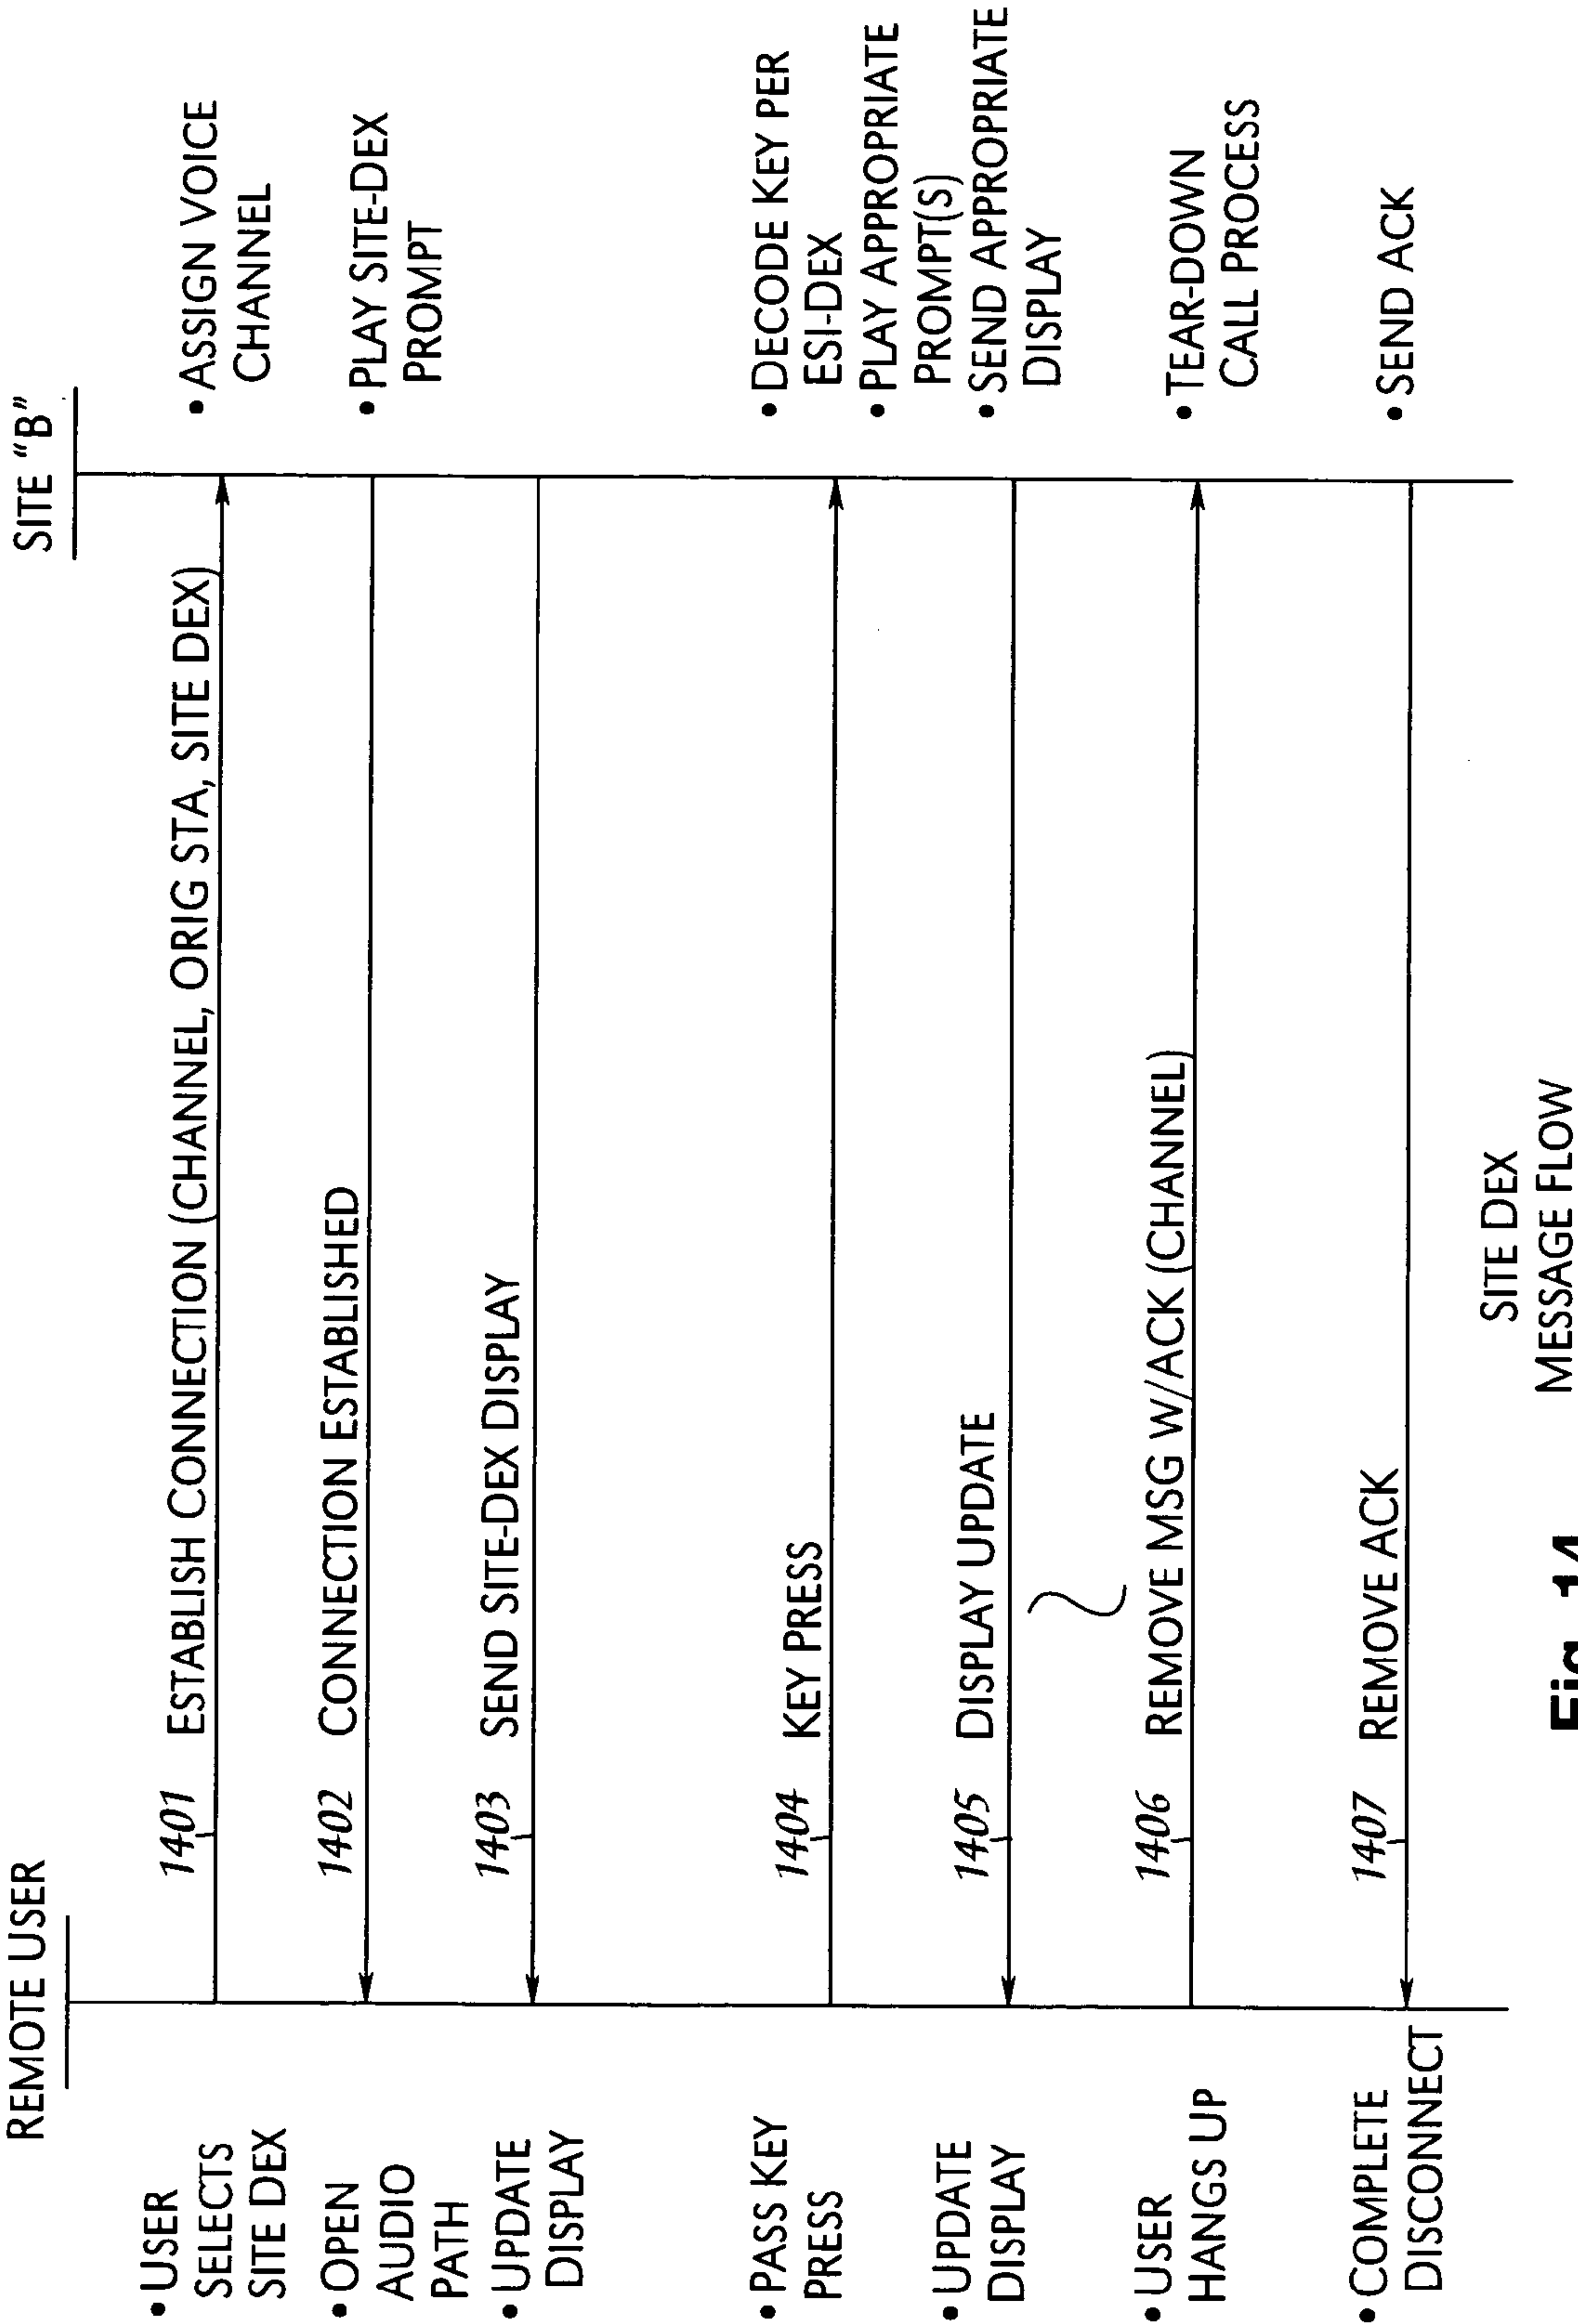 REMOTE USER
SITE "B"
• USER
SELECTS
SITE DEX
1401
ESTABLISH CONNECTION (CHANNEL, ORIG STA, SITE DEX)
• ASSIGN VOICE
CHANNEL
• OPEN
AUDIO
PATH
1402
CONNECTION ESTABLISHED
• PLAY SITE-DEX
PROMPT
• UPDATE
DISPLAY
1403
SEND SITE-DEX DISPLAY
• PASS KEY
PRESS
1404
KEY PRESS
• DECODE KEY PER
ESI-DEX
• PLAY APPROPRIATE
PROMPT(S)
• SEND APPROPRIATE
DISPLAY
• UPDATE
DISPLAY
1405
DISPLAY UPDATE
• USER
HANGS UP
1406
REMOVE MSG W/ACK (CHANNEL)
• TEAR-DOWN
CALL PROCESS
• COMPLETE
DISCONNECT
1407
REMOVE ACK
• SEND ACK
SITE DEX
MESSAGE FLOW
Fig. 14